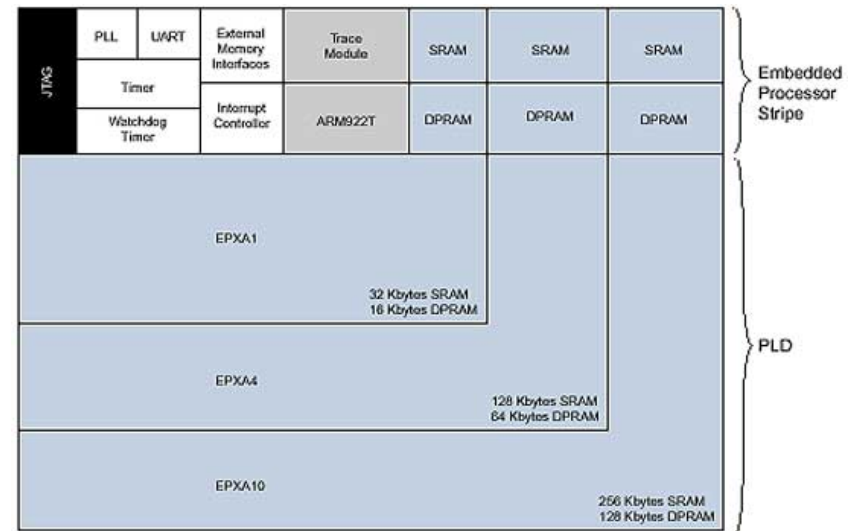 JTAG
PLL
UART
External
Memory
Interfaces
Trace
Module
SRAM
SRAM
SRAM
Embedded
Processor
Stripe
Timer
Watchdog
Timer
Interrupt
Controller
ARM922T
DPRAM
DPRAM
DPRAM
EPXA1
32 Kbytes SRAM
16 Kbytes DPRAM
PLD
EPXA4
128 Kbytes SRAM
64 Kbytes DPRAM
EPXA10
256 Kbytes SRAM
128 Kbytes DPRAM